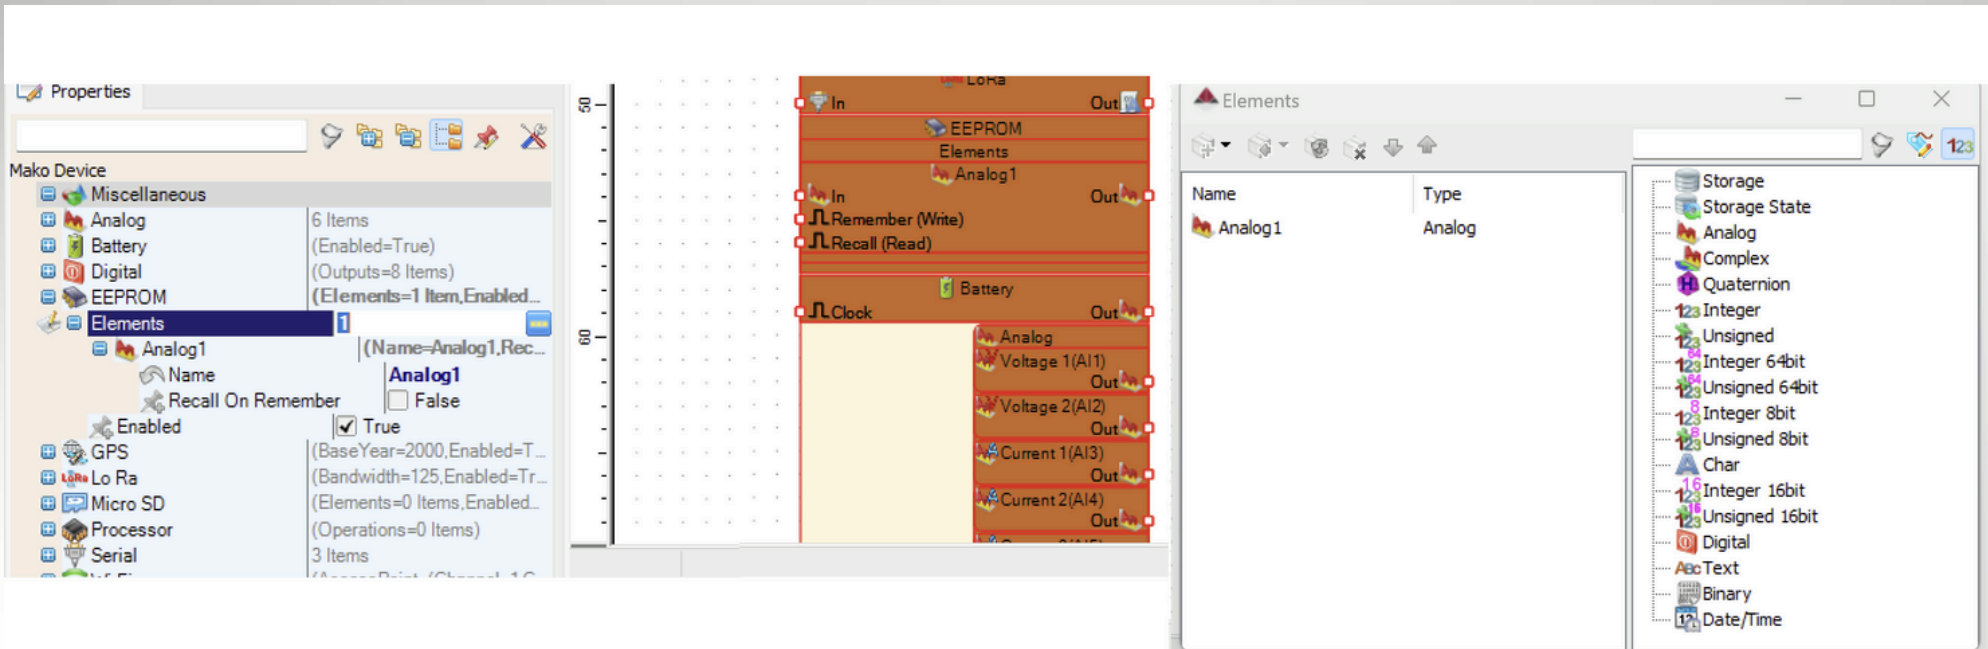 Properties
Mako Device
Miscellaneous
Analog 6 Items
Battery (Enabled=True)
Digital (Outputs=8 Items)
EEPROM (Elements=1 Item,Enabled...
Elements 1
Analog1 (Name=Analog1,Rec...
Name Analog1
Recall On Remember False
Enabled True
GPS (BaseYear=2000,Enabled=T...
LoRa Lo Ra (Bandwidth=125,Enabled=Tr...
Micro SD (Elements=0 Items,Enabled...
Processor (Operations=0 Items)
Serial 3 Items
50
60
LoRa
In Out
EEPROM
Elements
Analog1
In Out
Remember (Write)
Recall (Read)
Battery
Clock Out
Analog
Voltage 1(AI1)
Out
Voltage 2(AI2)
Out
Current 1(AI3)
Out
Current 2(AI4)
Out
Elements
123
Name Type
Analog1 Analog
Storage
Storage State
Analog
Complex
Quaternion
123 Integer
Unsigned
Integer 64bit
Unsigned 64bit
Integer 8bit
Unsigned 8bit
Char
Integer 16bit
Unsigned 16bit
Digital
Abc Text
Binary
Date/Time